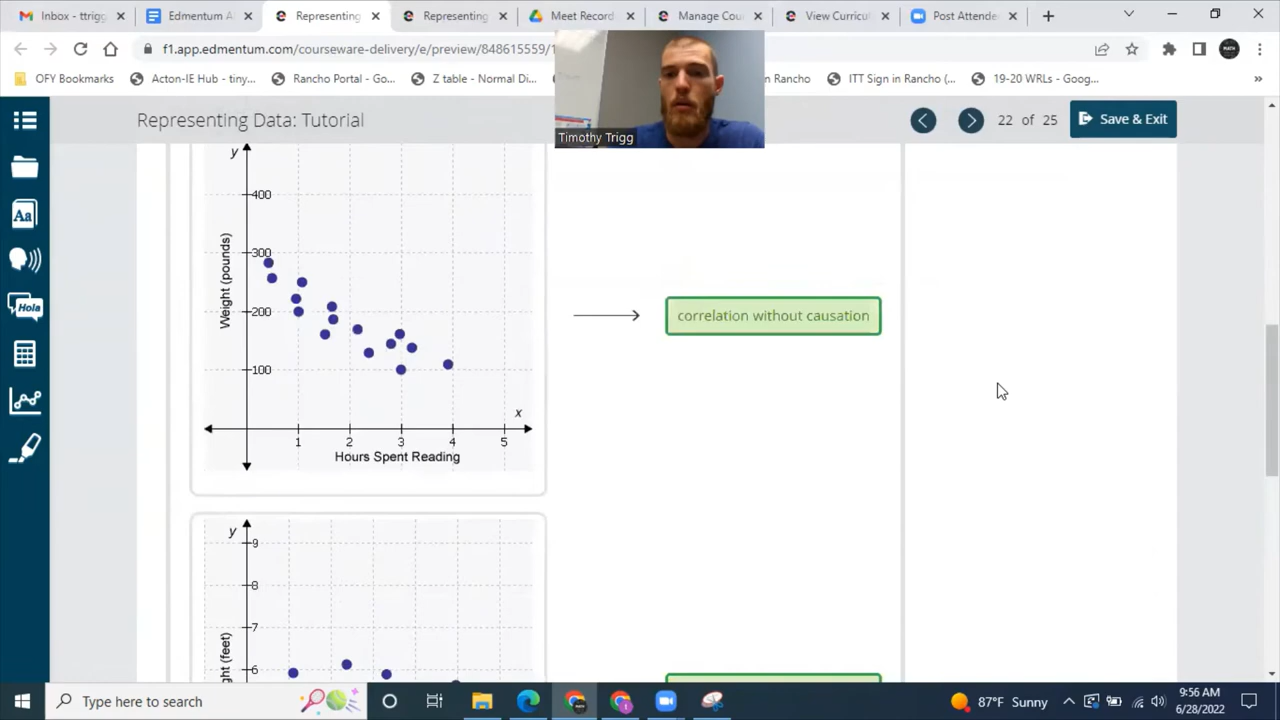 Inbox - ttrigg
Edmentum A
Representing
Representing
Meet Record
Manage Cou
View Curricu
Post Attende
f1.app.edmentum.com/courseware-delivery/e/preview/848615559/
OFY Bookmarks
Acton-IE Hub - tiny...
Rancho Portal - Go...
Z table - Normal Di...
n Rancho
ITT Sign in Rancho (...
19-20 WRLs - Goog...
»
Representing Data: Tutorial
Timothy Trigg
22 of 25
Save & Exit
Aa
Hola
y
400
300
200
100
Weight (pounds)
x
1 2 3 4 5
Hours Spent Reading
correlation without causation
y
9
8
7
6
ght (feet)
Type here to search
87°F Sunny
9:56 AM
6/28/2022